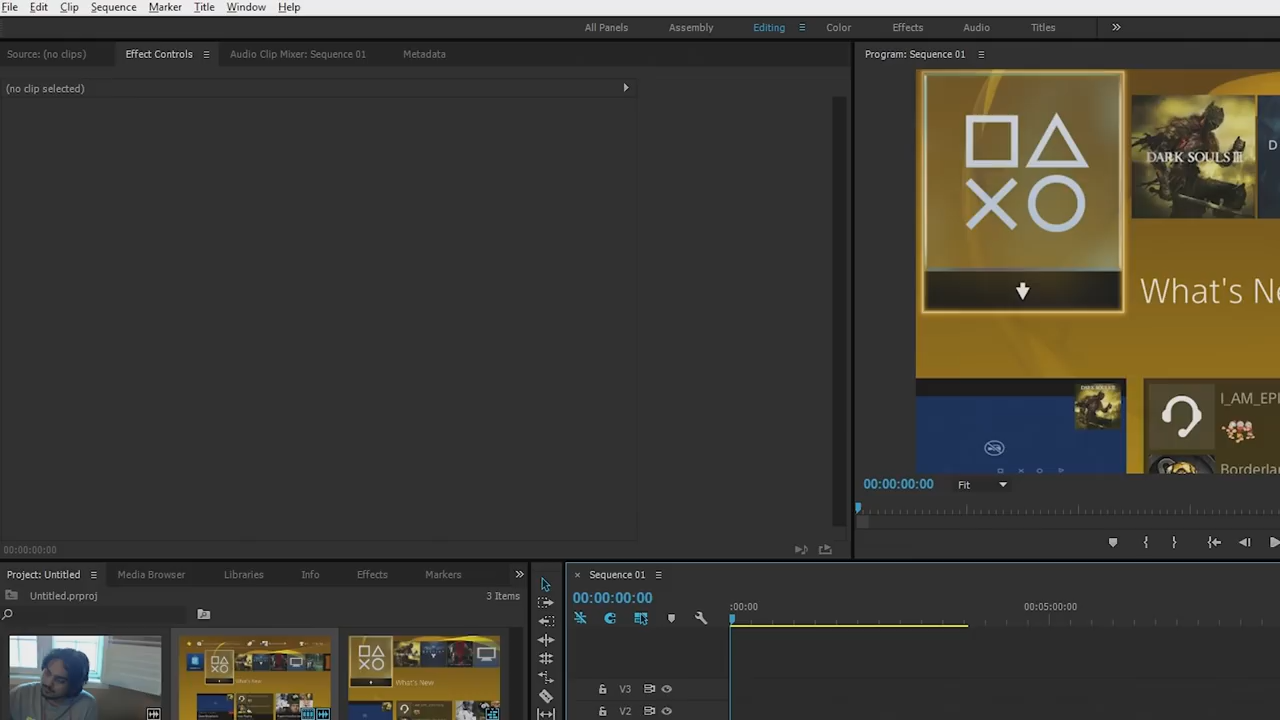 File Edit Clip Sequence Marker Title Window Help
All Panels Assembly Editing Color Effects Audio Titles
Source: (no clips) Effect Controls Audio Clip Mixer: Sequence 01 Metadata
Program: Sequence 01
(no clip selected)
DARK SOULS III
D
What's N
I_AM_EPI
Borderlan
00:00:00:00 Fit
00:00:00:00
Project: Untitled Media Browser Libraries Info Effects Markers
Untitled.prproj 3 Items
What's New
What's New
Sequence 01
00:00:00:00
:00:00 00:05:00:00
V3
V2